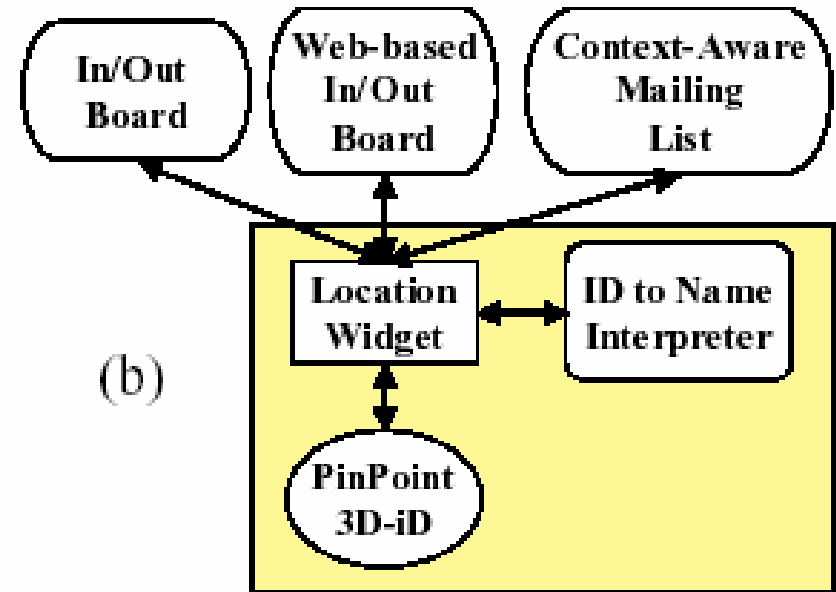 In/Out
Board
Web-based
In/Out
Board
Context-Aware
Mailing
List
Location
Widget
ID to Name
Interpreter
(b)
PinPoint
3D-iD